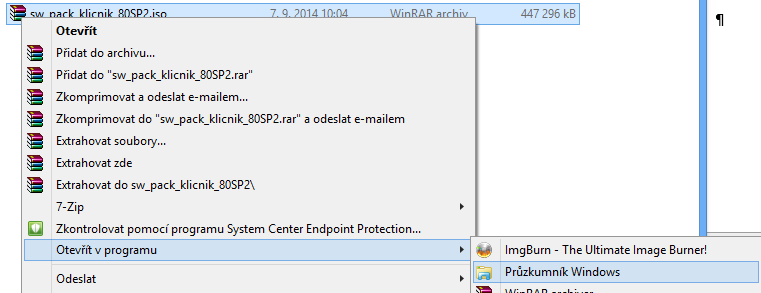 sw_pack_klicnik_80SP2.iso 7. 9. 2014 10:04 WinRAR archiv 447 296 kB
¶
Otevřít
Přidat do archivu...
Přidat do "sw_pack_klicnik_80SP2.rar"
Zkomprimovat a odeslat e-mailem...
Zkomprimovat do "sw_pack_klicnik_80SP2.rar" a odeslat e-mailem
Extrahovat soubory...
Extrahovat zde
Extrahovat do sw_pack_klicnik_80SP2\
7-Zip
Zkontrolovat pomocí programu System Center Endpoint Protection...
Otevřít v programu
ImgBurn - The Ultimate Image Burner!
Průzkumník Windows
Odeslat
WinRAR archiver